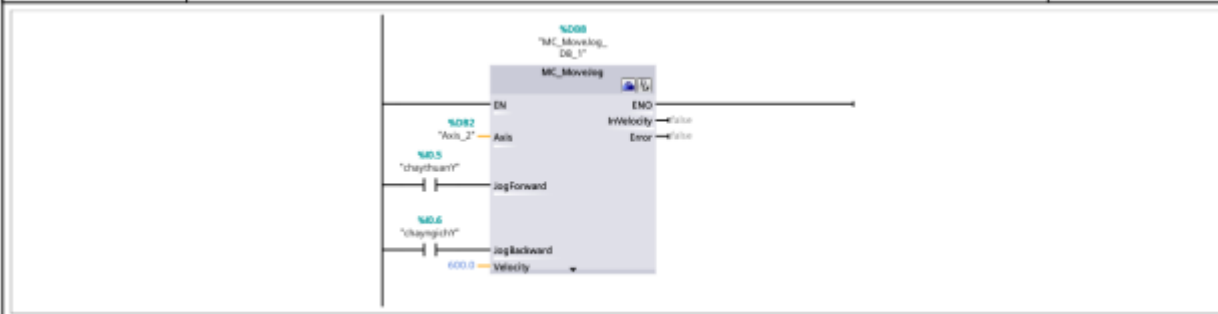 %DB8
"MC_MoveJog_
DB_1"
MC_MoveJog
EN
ENO
%DB2
"Axis_2"
Axis
InVelocity
false
Error
false
%I0.5
"chaythuanY"
JogForward
%I0.6
"chayngichY"
JogBackward
600.0
Velocity